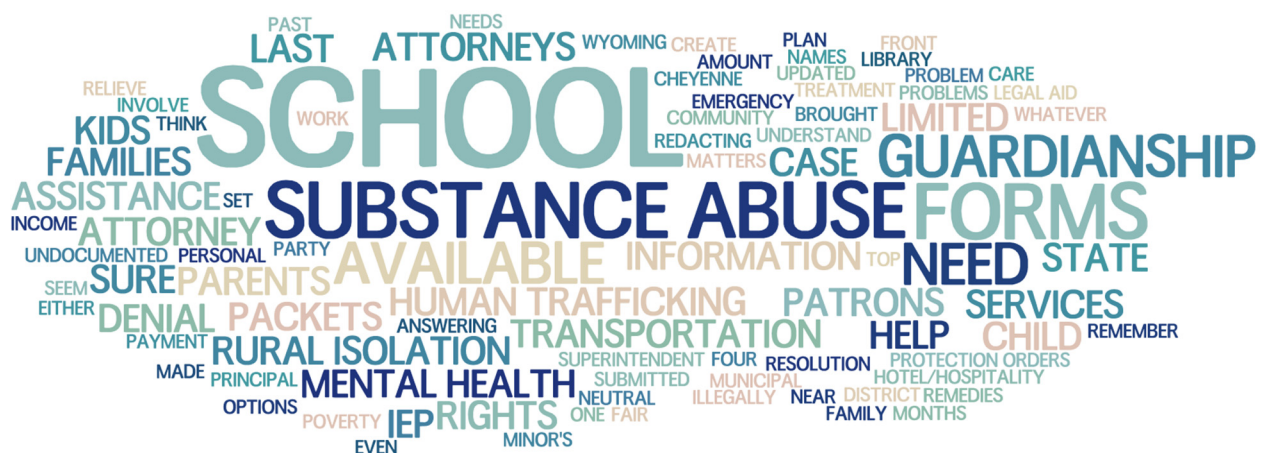 PAST NEEDS
LAST ATTORNEYS WYOMING CREATE PLAN FRONT
AMOUNT NAMES LIBRARY
SCHOOL CHEYENNE UPDATED PROBLEM CARE
RELIEVE TREATMENT PROBLEMS LEGAL AID
INVOLVE EMERGENCY
KIDS THINK WORK COMMUNITY BROUGHT LIMITED WHATEVER
REDACTING UNDERSTAND
FAMILIES MATTERS CASE GUARDIANSHIP
ASSISTANCE SET SUBSTANCE ABUSE FORMS
INCOME ATTORNEY
UNDOCUMENTED PERSONAL PARTY AVAILABLE INFORMATION TOP NEED STATE
SEEM SURE PARENTS
EITHER DENIAL PACKETS HUMAN TRAFFICKING PATRONS SERVICES
PAYMENT ANSWERING TRANSPORTATION HELP CHILD REMEMBER
RURAL ISOLATION SUPERINTENDENT FOUR RESOLUTION PROTECTION ORDERS
MADE PRINCIPAL MENTAL HEALTH SUBMITTED MUNICIPAL HOTEL/HOSPITALITY
OPTIONS NEUTRAL ILLEGALLY NEAR DISTRICT REMEDIES
POVERTY IEP RIGHTS ONE FAIR FAMILY MONTHS
EVEN MINOR'S